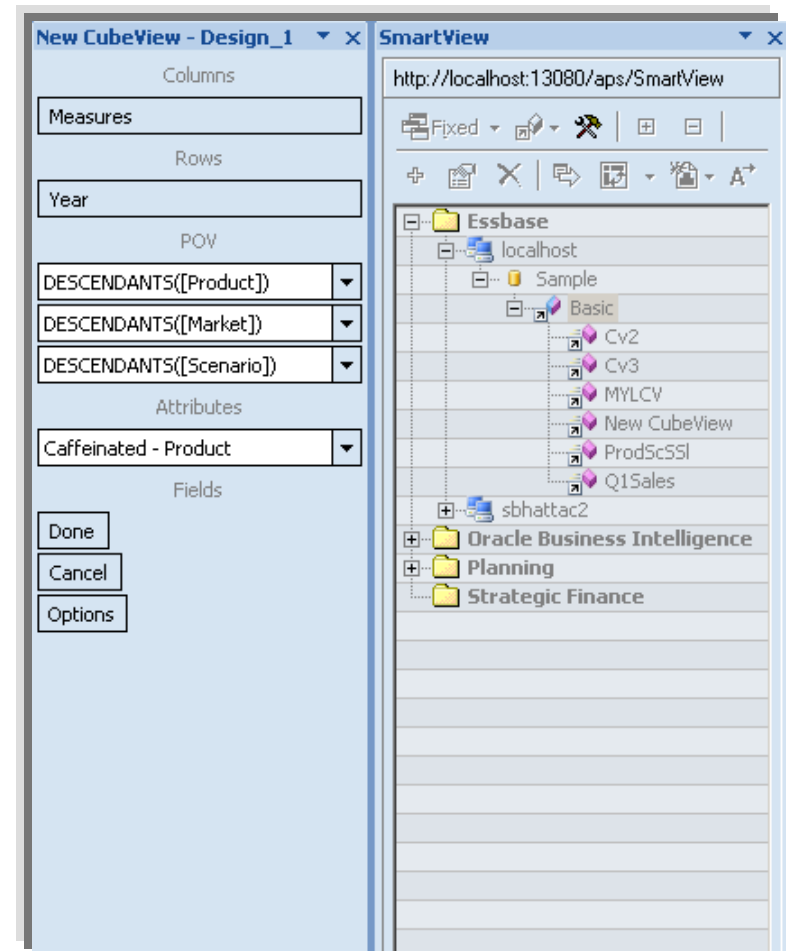 New CubeView - Design_1
Columns
Measures
Rows
Year
POV
DESCENDANTS([Product])
DESCENDANTS([Market])
DESCENDANTS([Scenario])
Attributes
Caffeinated - Product
Fields
Done
Cancel
Options
SmartView
http://localhost:13080/aps/SmartView
Fixed
Essbase
localhost
Sample
Basic
Cv2
Cv3
MYLCV
New CubeView
ProdScSSl
Q1Sales
sbhattac2
Oracle Business Intelligence
Planning
Strategic Finance